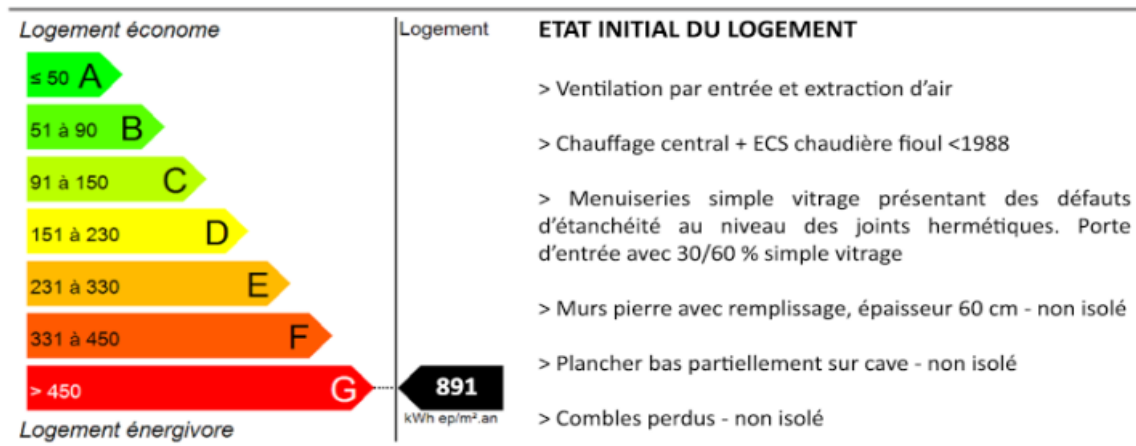 Logement économe
Logement
≤ 50 A
51 à 90 B
91 à 150 C
151 à 230 D
231 à 330 E
331 à 450 F
> 450 G
891
kWh ep/m².an
Logement énergivore
ETAT INITIAL DU LOGEMENT
> Ventilation par entrée et extraction d'air
> Chauffage central + ECS chaudière fioul <1988
> Menuiseries simple vitrage présentant des défauts
d'étanchéité au niveau des joints hermétiques. Porte
d'entrée avec 30/60 % simple vitrage
> Murs pierre avec remplissage, épaisseur 60 cm - non isolé
> Plancher bas partiellement sur cave - non isolé
> Combles perdus - non isolé